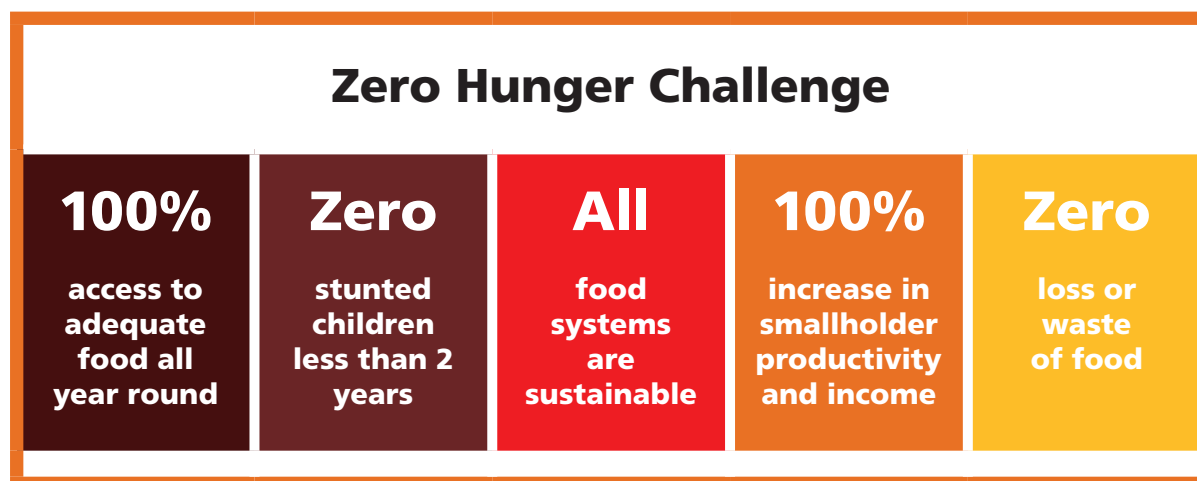 Zero Hunger Challenge
100%
access to
adequate
food all
year round
Zero
stunted
children
less than 2
years
All
food
systems
are
sustainable
100%
increase in
smallholder
productivity
and income
Zero
loss or
waste
of food